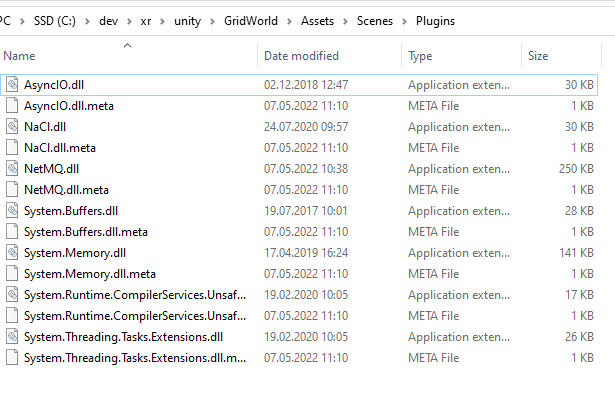 PC > SSD (C:) > dev > xr > unity > GridWorld > Assets > Scenes > Plugins
Name Date modified Type Size
AsyncIO.dll 02.12.2018 12:47 Application exten... 30 KB
AsyncIO.dll.meta 07.05.2022 11:10 META File 1 KB
NaCl.dll 24.07.2020 09:57 Application exten... 30 KB
NaCl.dll.meta 07.05.2022 11:10 META File 1 KB
NetMQ.dll 07.05.2022 10:38 Application exten... 250 KB
NetMQ.dll.meta 07.05.2022 11:10 META File 1 KB
System.Buffers.dll 19.07.2017 10:01 Application exten... 28 KB
System.Buffers.dll.meta 07.05.2022 11:10 META File 1 KB
System.Memory.dll 17.04.2019 16:24 Application exten... 141 KB
System.Memory.dll.meta 07.05.2022 11:10 META File 1 KB
System.Runtime.CompilerServices.Unsaf... 19.02.2020 10:05 Application exten... 17 KB
System.Runtime.CompilerServices.Unsaf... 07.05.2022 11:10 META File 1 KB
System.Threading.Tasks.Extensions.dll 19.02.2020 10:05 Application exten... 26 KB
System.Threading.Tasks.Extensions.dll.m... 07.05.2022 11:10 META File 1 KB